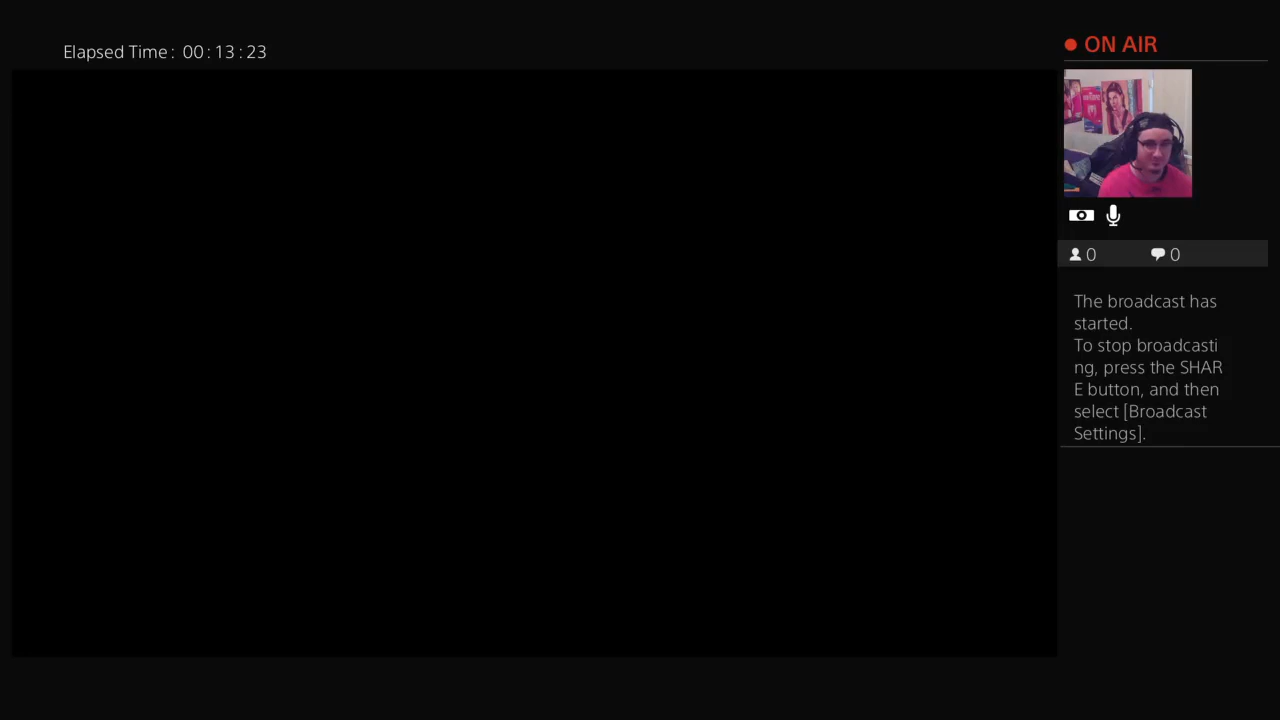 Elapsed Time: 00:13:23
ON AIR
0 0
The broadcast has
started.
To stop broadcasti
ng, press the SHAR
E button, and then
select [Broadcast
Settings].